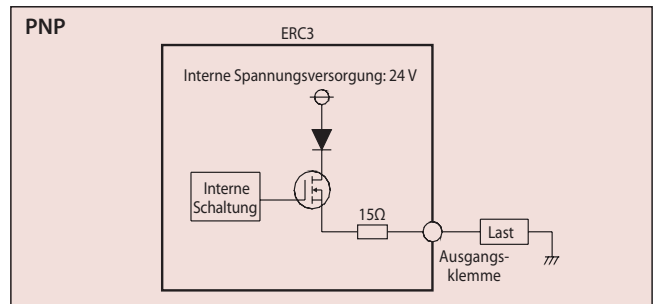 PNP
ERC3
Interne Spannungsversorgung: 24 V
Interne
Schaltung
15Ω
Last
Ausgangs-
klemme